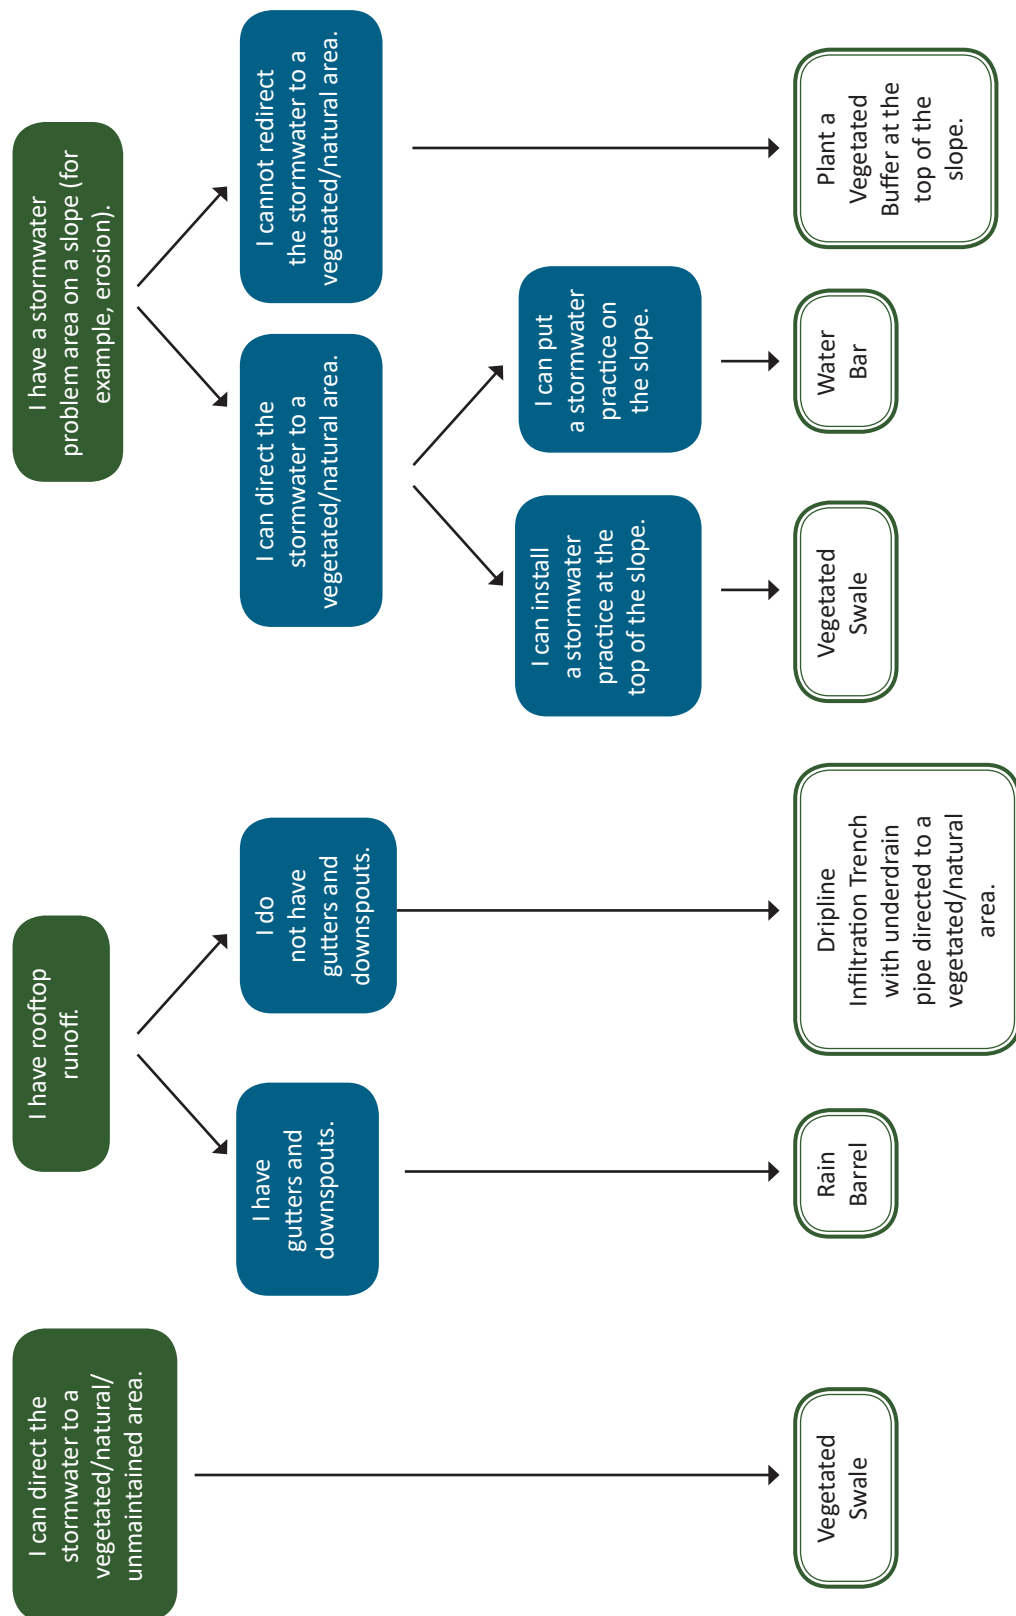 I can direct the
stormwater to a
vegetated/natural/
unmaintained area.
Vegetated
Swale
I have rooftop
runoff.
I have
gutters and
downspouts.
Rain
Barrel
I do
not have
gutters and
downspouts.
Dripline
Infiltration Trench
with underdrain
pipe directed to a
vegetated/natural
area.
I have a stormwater
problem area on a slope (for
example, erosion).
I can direct the
stormwater to a
vegetated/natural area.
I can install
a stormwater
practice at the
top of the slope.
Vegetated
Swale
I can put
a stormwater
practice on
the slope.
Water
Bar
I cannot redirect
the stormwater to a
vegetated/natural area.
Plant a
Vegetated
Buffer at the
top of the
slope.